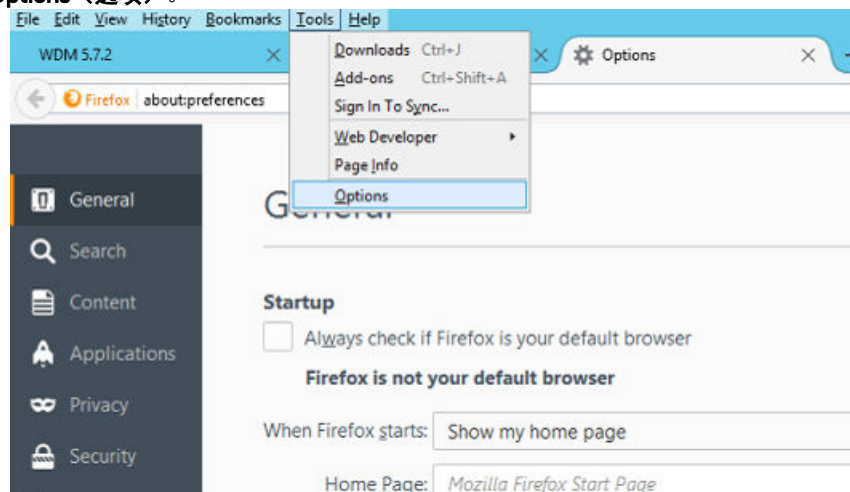 Options（选项）。
File Edit View History Bookmarks Tools Help
WDM 5.7.2
Options
Firefox about:preferences
Downloads Ctrl+J
Add-ons Ctrl+Shift+A
Sign In To Sync...
Web Developer
Page Info
Options
General
Search
Content
Applications
Privacy
Security
General
Startup
Always check if Firefox is your default browser
Firefox is not your default browser
When Firefox starts: Show my home page
Home Page: Mozilla Firefox Start Page